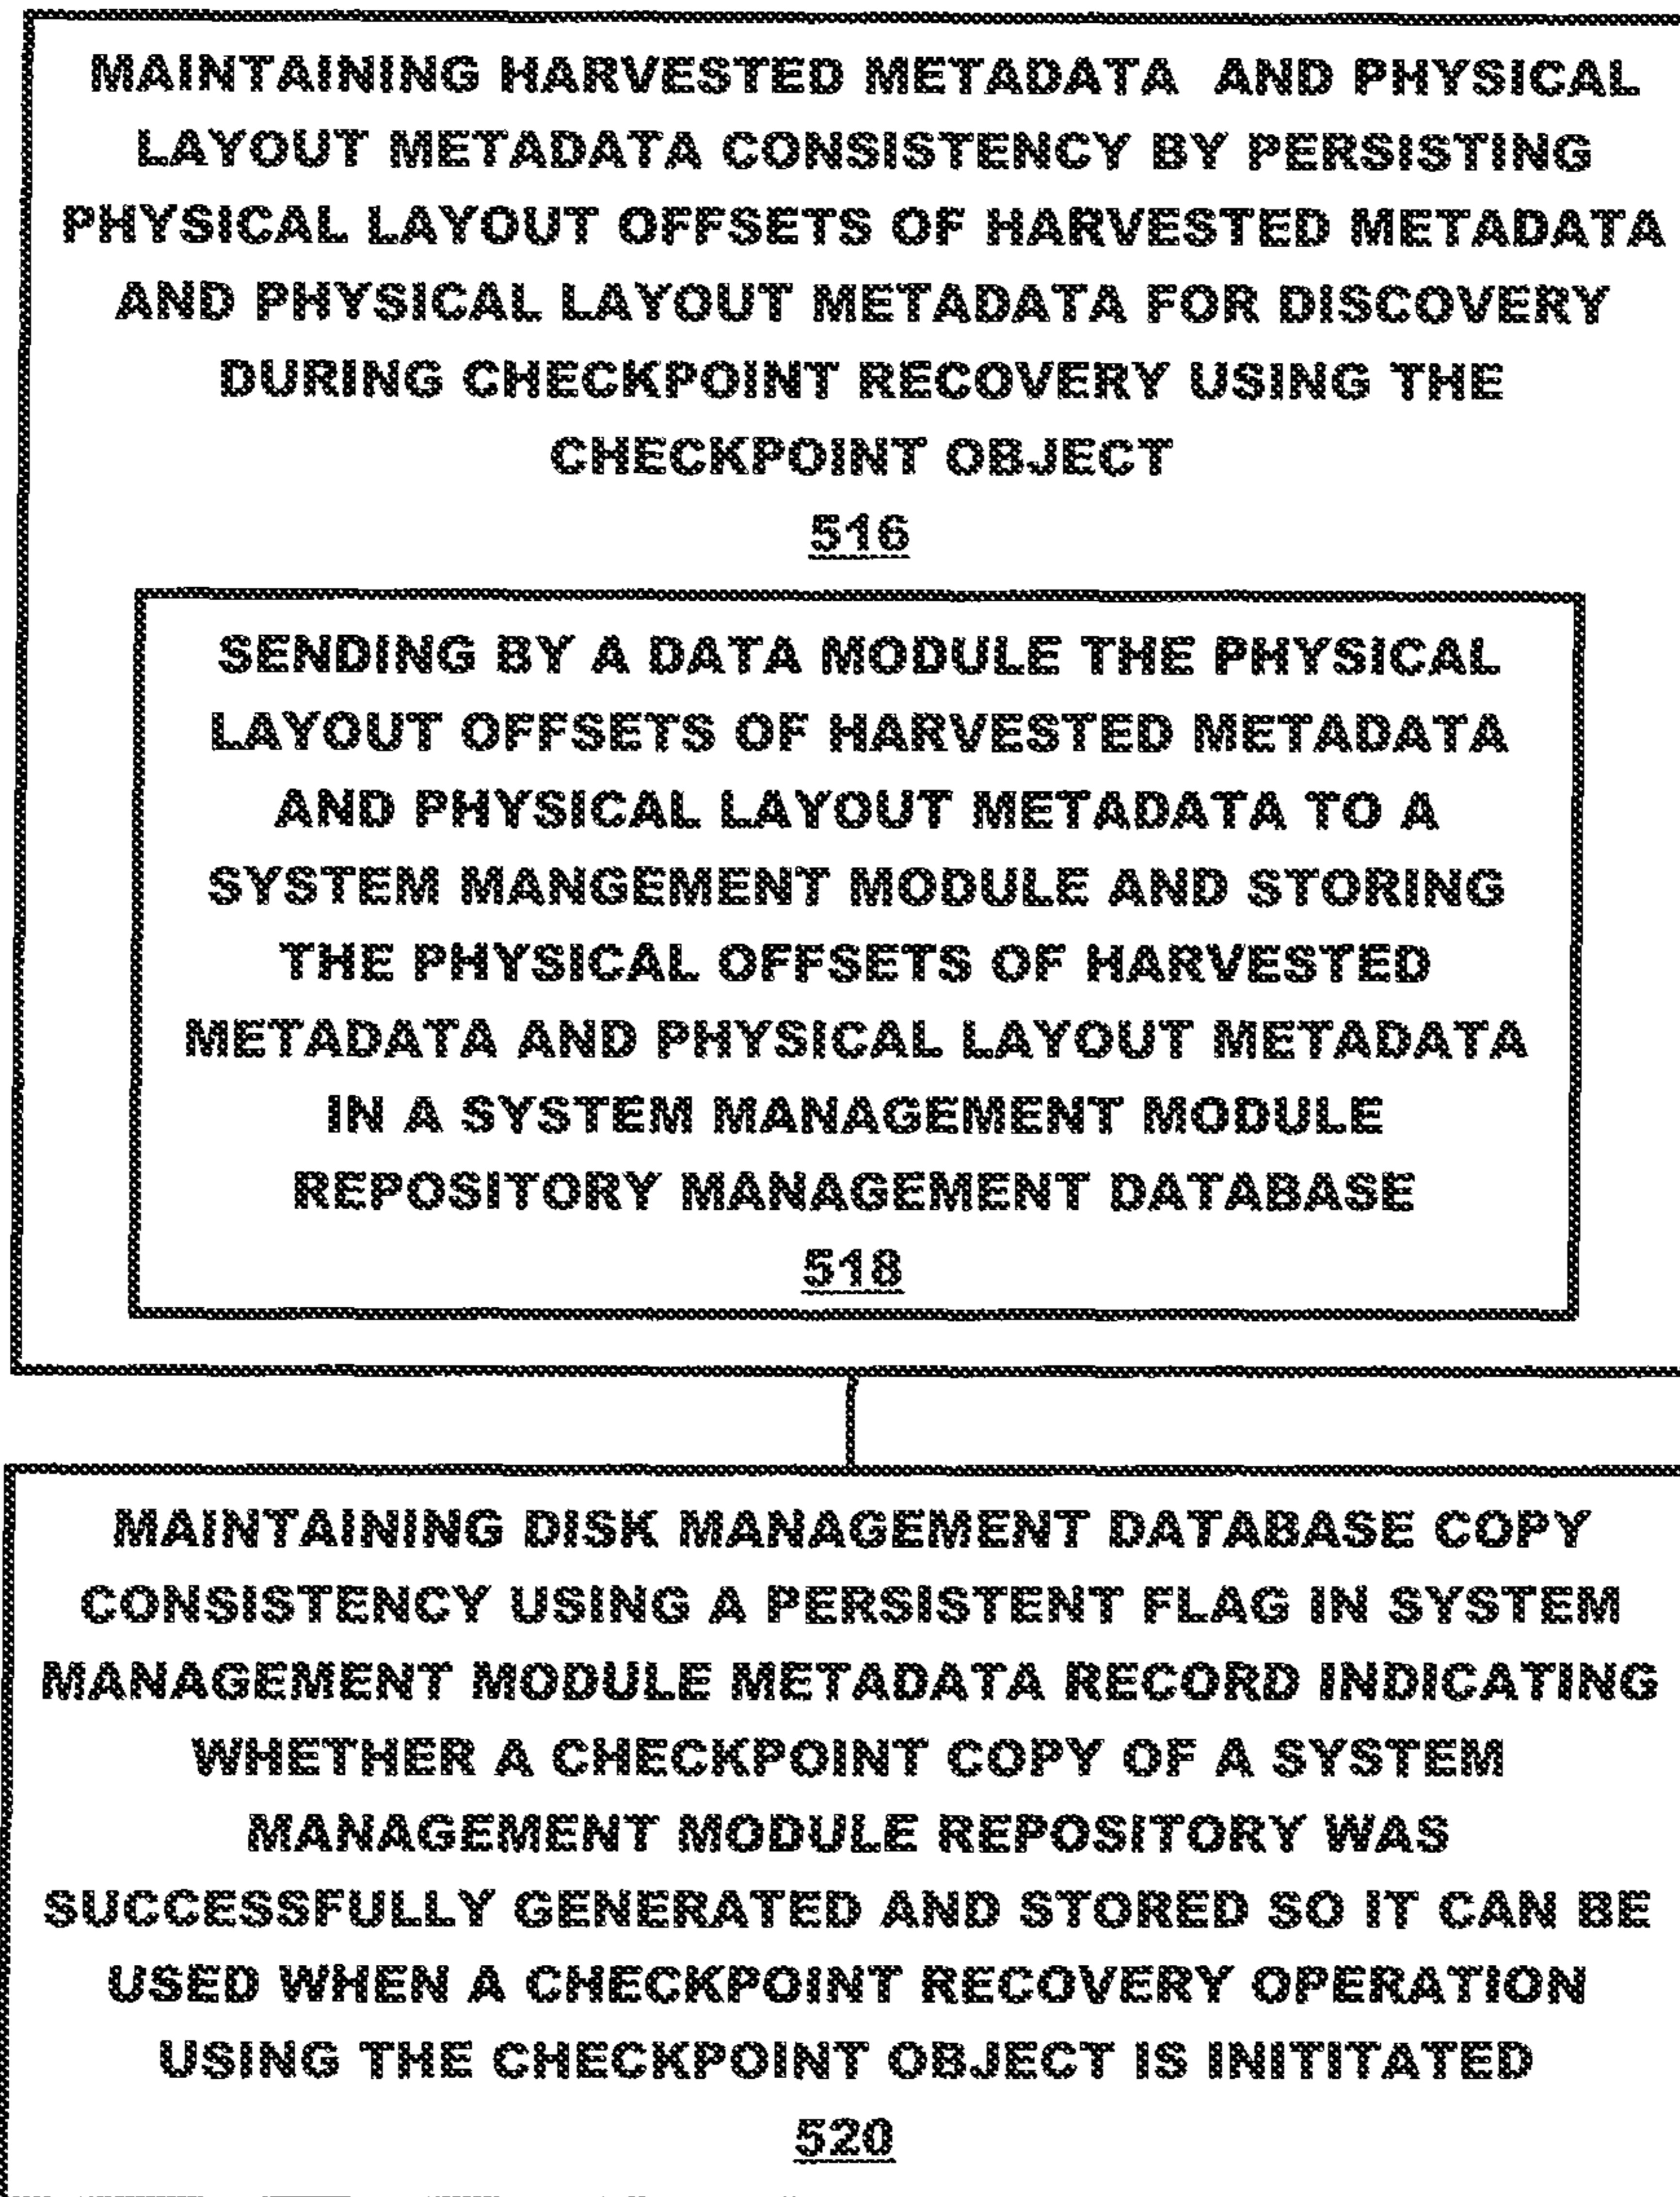 MAINTAINING HARVESTED METADATA AND PHYSICAL
LAYOUT METADATA CONSISTENCY BY PERSISTING
PHYSICAL LAYOUT OFFSETS OF HARVESTED METADATA
AND PHYSICAL LAYOUT METADATA FOR DISCOVERY
DURING CHECKPOINT RECOVERY USING THE
CHECKPOINT OBJECT
516
SENDING BY A DATA MODULE THE PHYSICAL
LAYOUT OFFSETS OF HARVESTED METADATA
AND PHYSICAL LAYOUT METADATA TO A
SYSTEM MANGEMENT MODULE AND STORING
THE PHYSICAL OFFSETS OF HARVESTED
METADATA AND PHYSICAL LAYOUT METADATA
IN A SYSTEM MANAGEMENT MODULE
REPOSITORY MANAGEMENT DATABASE
518
MAINTAINING DISK MANAGEMENT DATABASE COPY
CONSISTENCY USING A PERSISTENT FLAG IN SYSTEM
MANAGEMENT MODULE METADATA RECORD INDICATING
WHETHER A CHECKPOINT COPY OF A SYSTEM
MANAGEMENT MODULE REPOSITORY WAS
SUCCESSFULLY GENERATED AND STORED SO IT CAN BE
USED WHEN A CHECKPOINT RECOVERY OPERATION
USING THE CHECKPOINT OBJECT IS INITITATED
520